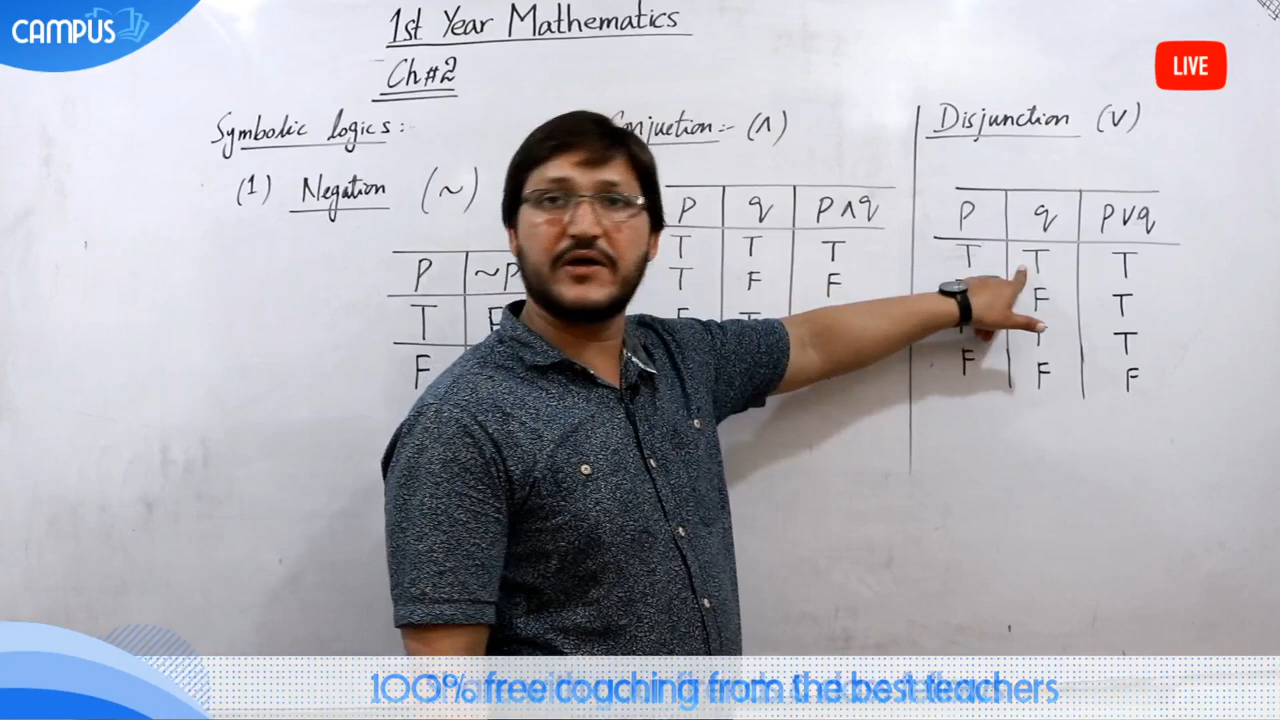 CAMPUS
LIVE
1st Year Mathematics
Ch#2
Symbolic logics:
(1) Negation (~)
P ~P
T F
F
Conjuction:- (∧)
P q P∧q
T T T
T F F
F T
Disjunction (∨)
P q P∨q
T T T
F T
T
F F F
100% free coaching from the best teachers